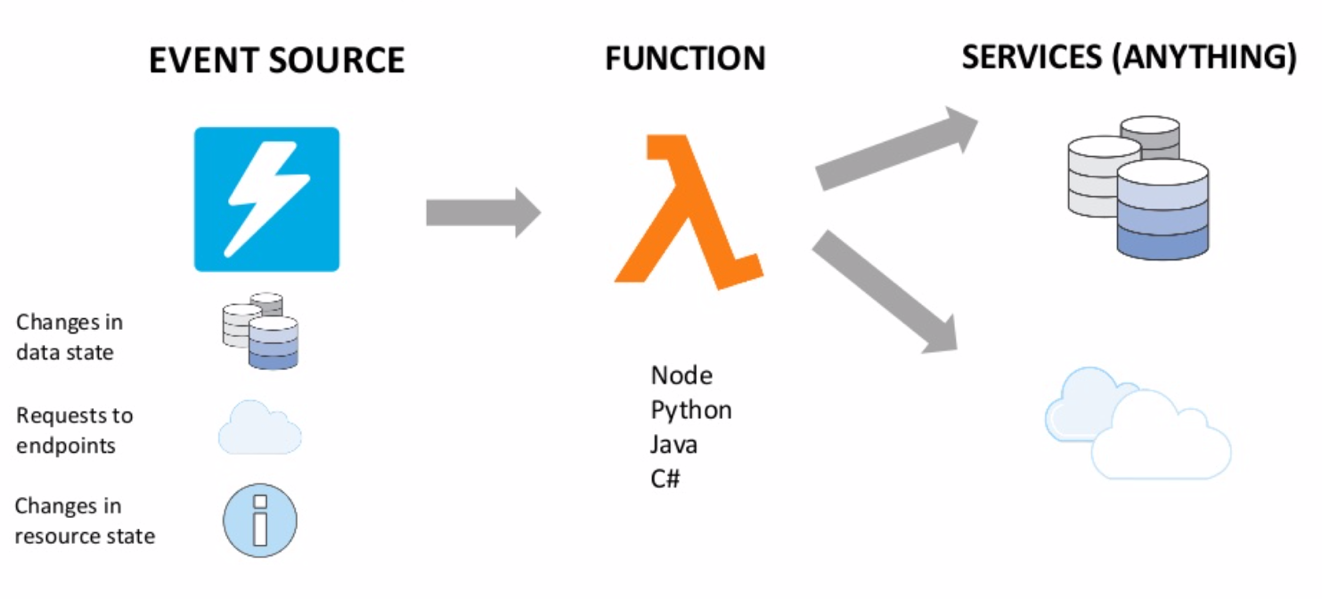 EVENT SOURCE
FUNCTION
SERVICES (ANYTHING)
Changes in
data state
Requests to
endpoints
Changes in
resource state
Node
Python
Java
C#